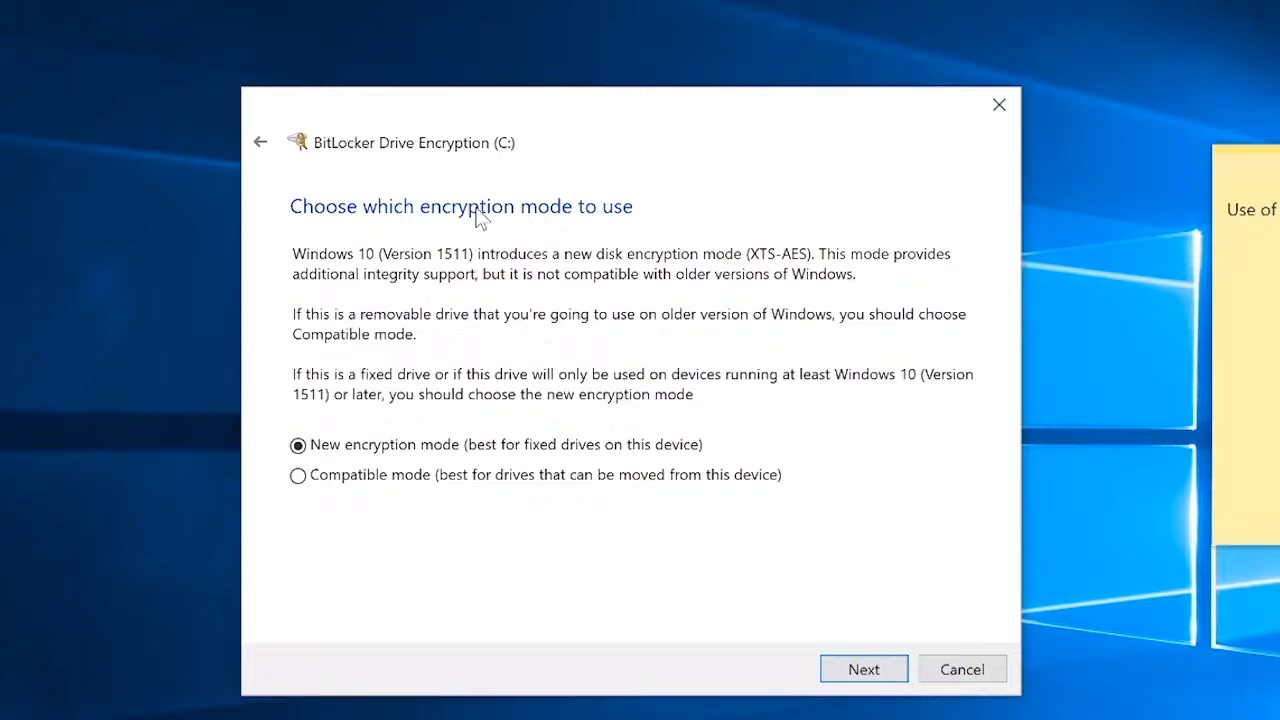 BitLocker Drive Encryption (C:)
Choose which encryption mode to use
Windows 10 (Version 1511) introduces a new disk encryption mode (XTS-AES). This mode provides
additional integrity support, but it is not compatible with older versions of Windows.
If this is a removable drive that you're going to use on older version of Windows, you should choose
Compatible mode.
If this is a fixed drive or if this drive will only be used on devices running at least Windows 10 (Version
1511) or later, you should choose the new encryption mode
New encryption mode (best for fixed drives on this device)
Compatible mode (best for drives that can be moved from this device)
Next
Cancel
Use of